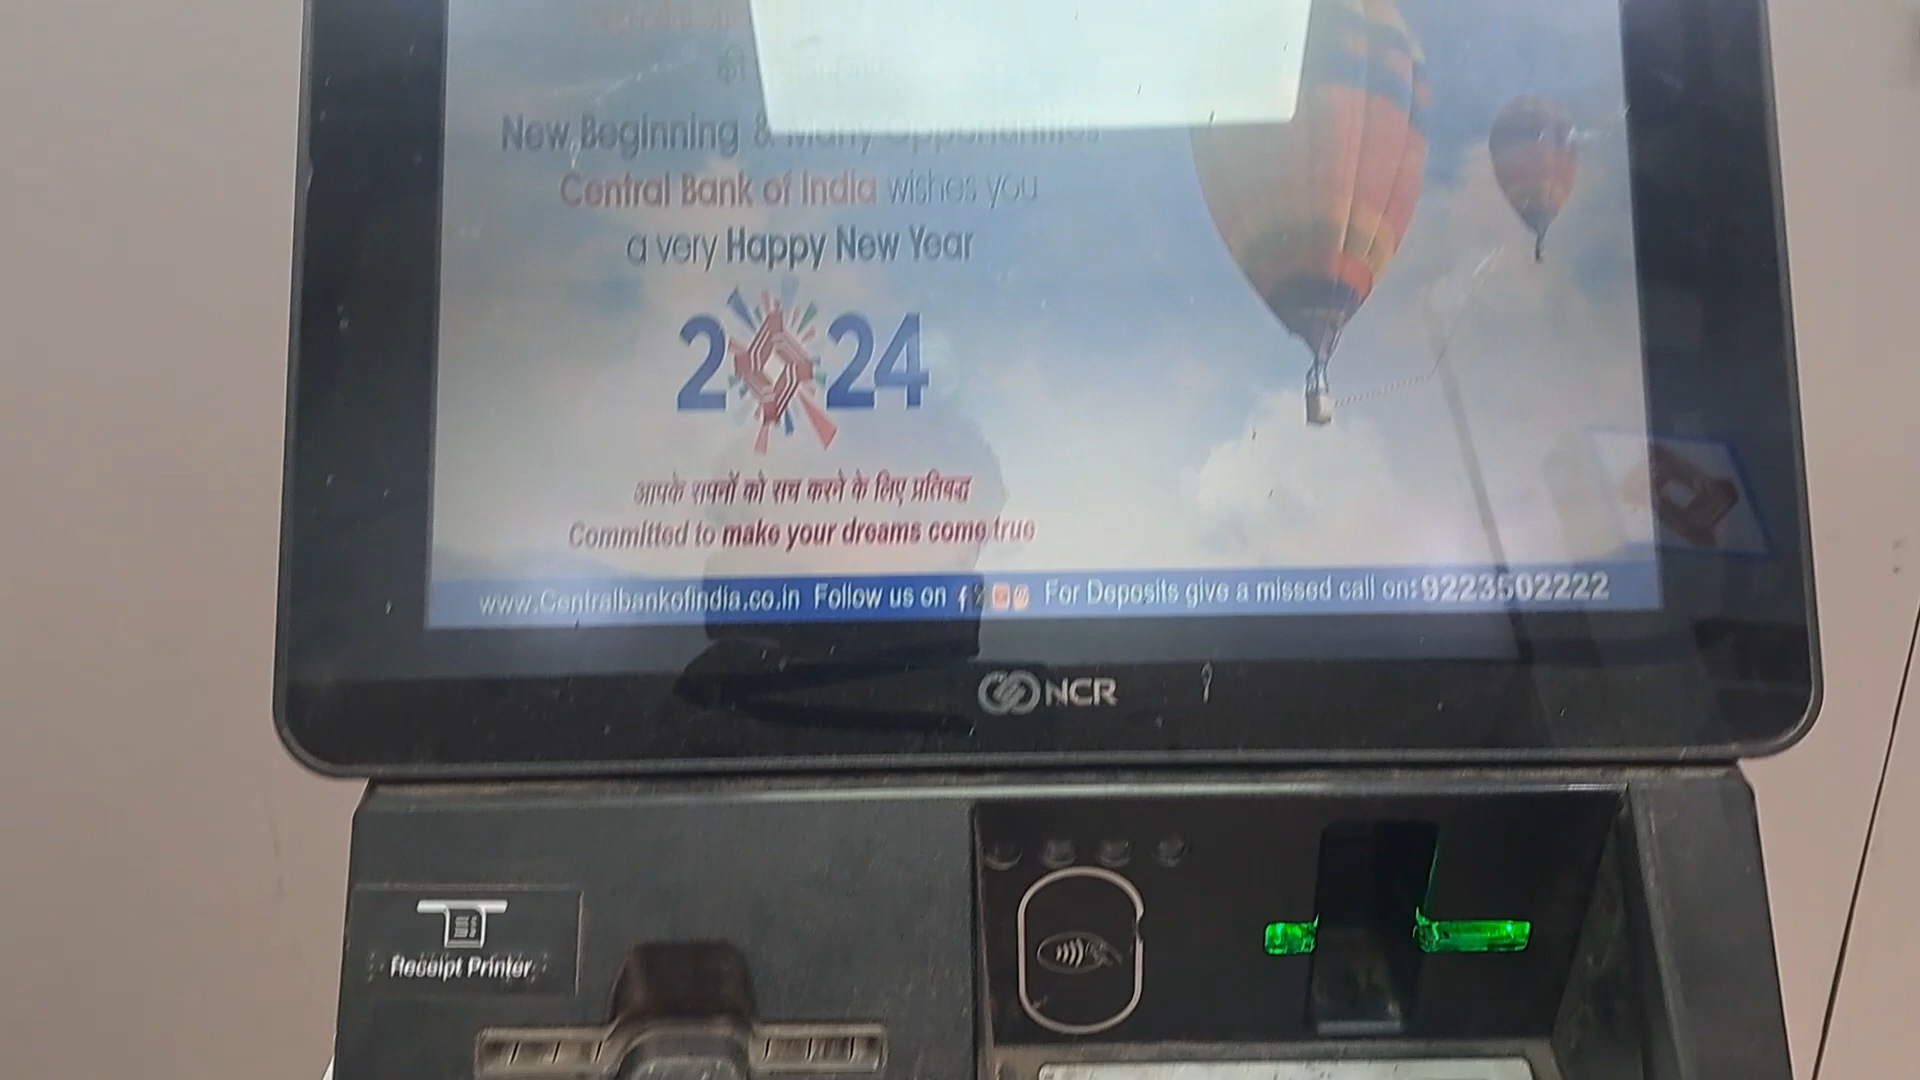 की
New Beginning & Many Opportunities
Central Bank of India wishes you
a very Happy New Year
2024
आपके सपनों को सच करने के लिए प्रतिबद्ध
Committed to make your dreams come true
www.Centralbankofindia.co.in Follow us on For Deposits give a missed call on: 9223502222
NCR
Receipt Printer